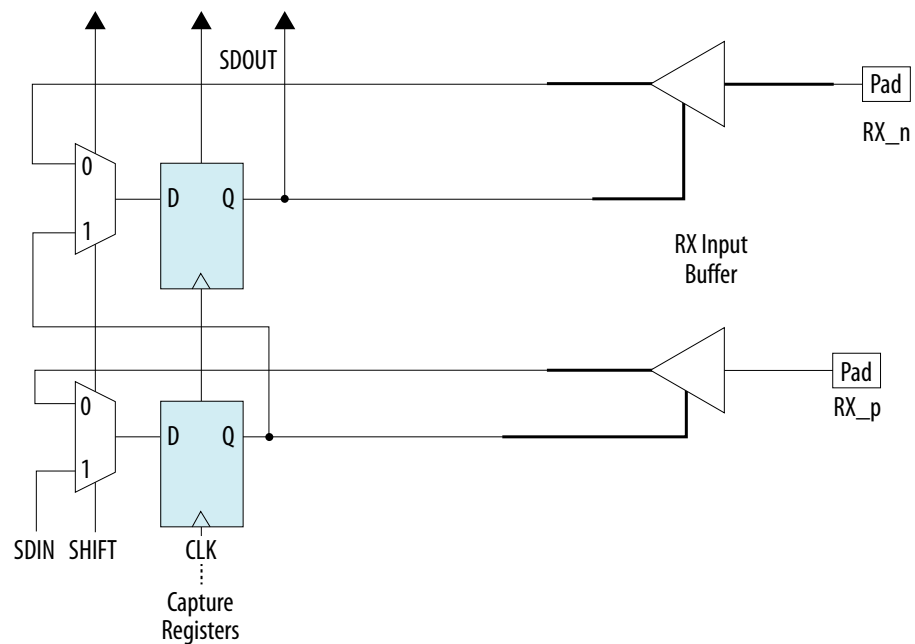 SDOUT
Pad
RX_n
0
D Q
1
RX Input
Buffer
Pad
RX_p
0
D Q
1
SDIN SHIFT CLK
Capture
Registers